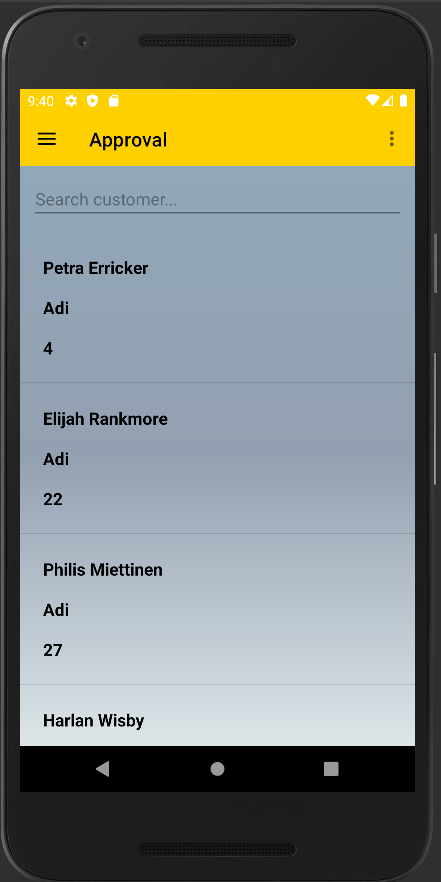 9:40
Approval
Search customer...
Petra Erricker
Adi
4
Elijah Rankmore
Adi
22
Philis Miettinen
Adi
27
Harlan Wisby